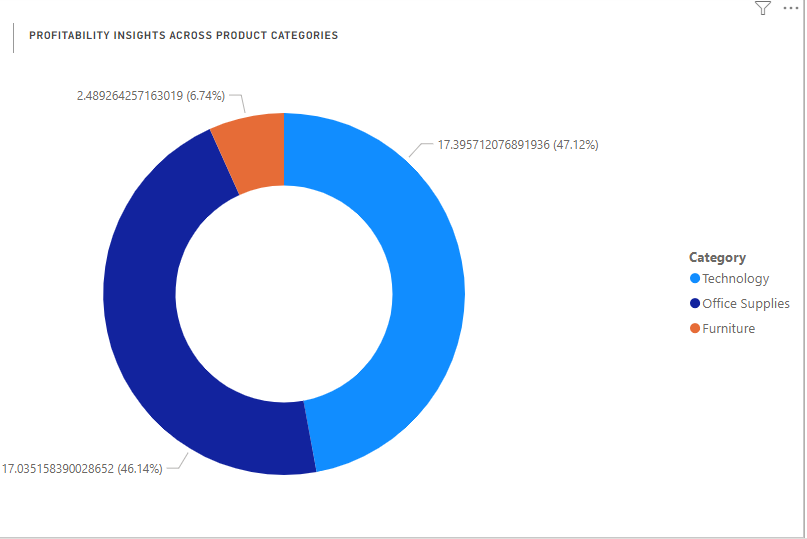 PROFITABILITY INSIGHTS ACROSS PRODUCT CATEGORIES
2.489264257163019 (6.74%)
17.395712076891936 (47.12%)
17.035158390028652 (46.14%)
Category
Technology
Office Supplies
Furniture